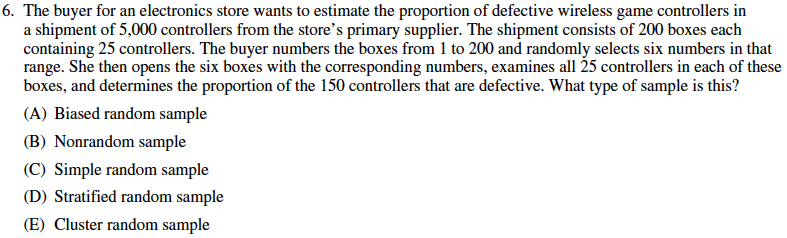 6. The buyer for an electronics store wants to estimate the proportion of defective wireless game controllers in
a shipment of 5,000 controllers from the store’s primary supplier. The shipment consists of 200 boxes each
containing 25 controllers. The buyer numbers the boxes from 1 to 200 and randomly selects six numbers in that
range. She then opens the six boxes with the corresponding numbers, examines all 25 controllers in each of these
boxes, and determines the proportion of the 150 controllers that are defective. What type of sample is this?
(A) Biased random sample
(B) Nonrandom sample
(C) Simple random sample
(D) Stratified random sample
(E) Cluster random sample